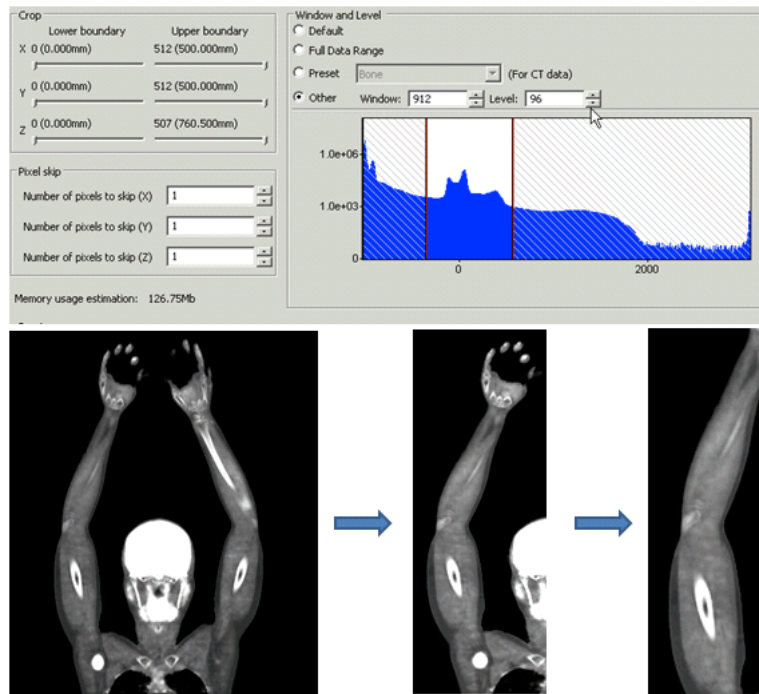 Crop
Lower boundary Upper boundary
X 0 (0.000mm) 512 (500.000mm)
Y 0 (0.000mm) 512 (500.000mm)
Z 0 (0.000mm) 507 (760.500mm)
Pixel skip
Number of pixels to skip (X) 1
Number of pixels to skip (Y) 1
Number of pixels to skip (Z) 1
Memory usage estimation: 126.75Mb
Window and Level
Default
Full Data Range
Preset Bone (For CT data)
Other Window: 912 Level: 96
1.0e+06
1.0e+03
0
0 2000